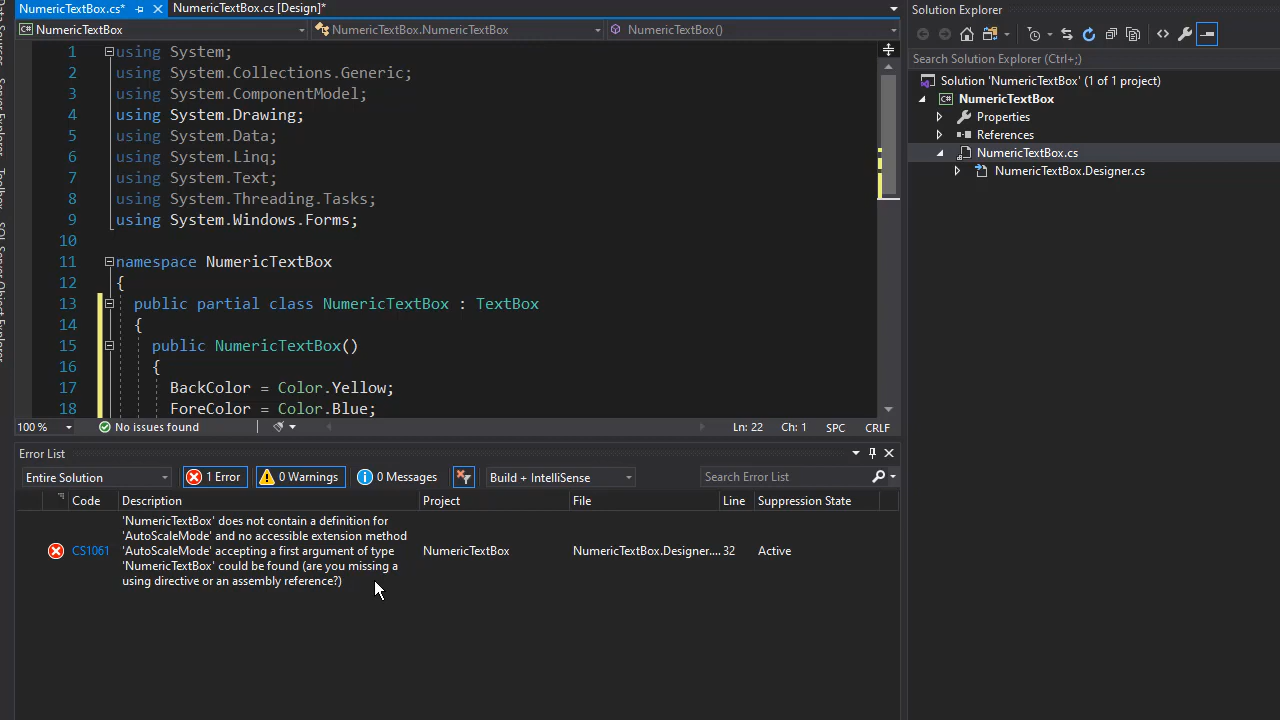 NumericTextBox.cs*
NumericTextBox.cs [Design]*
NumericTextBox
NumericTextBox.NumericTextBox
NumericTextBox()
1 using System;
2 using System.Collections.Generic;
3 using System.ComponentModel;
4 using System.Drawing;
5 using System.Data;
6 using System.Linq;
7 using System.Text;
8 using System.Threading.Tasks;
9 using System.Windows.Forms;
10
11 namespace NumericTextBox
12 {
13 public partial class NumericTextBox : TextBox
14 {
15 public NumericTextBox()
16 {
17 BackColor = Color.Yellow;
18 ForeColor = Color.Blue;
100 %
No issues found
Ln: 22
Ch: 1
SPC
CRLF
Error List
Entire Solution
1 Error
0 Warnings
0 Messages
Build + IntelliSense
Search Error List
Code
Description
Project
File
Line
Suppression State
CS1061
'NumericTextBox' does not contain a definition for
'AutoScaleMode' and no accessible extension method
'AutoScaleMode' accepting a first argument of type
'NumericTextBox' could be found (are you missing a
using directive or an assembly reference?)
NumericTextBox
NumericTextBox.Designer....
32
Active
Solution Explorer
Search Solution Explorer (Ctrl+;)
Solution 'NumericTextBox' (1 of 1 project)
C# NumericTextBox
Properties
References
NumericTextBox.cs
NumericTextBox.Designer.cs
Server Explorer
Toolbox
SQL Server Object Explorer